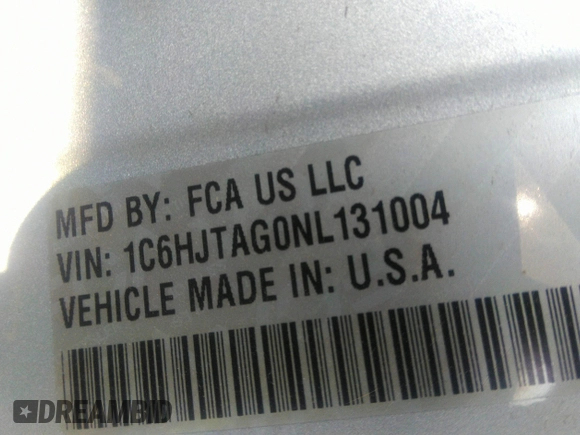 MFD BY: FCA US LLC
VIN: 1C6HJTAG0NL131004
VEHICLE MADE IN: U.S.A.
DREAMBID